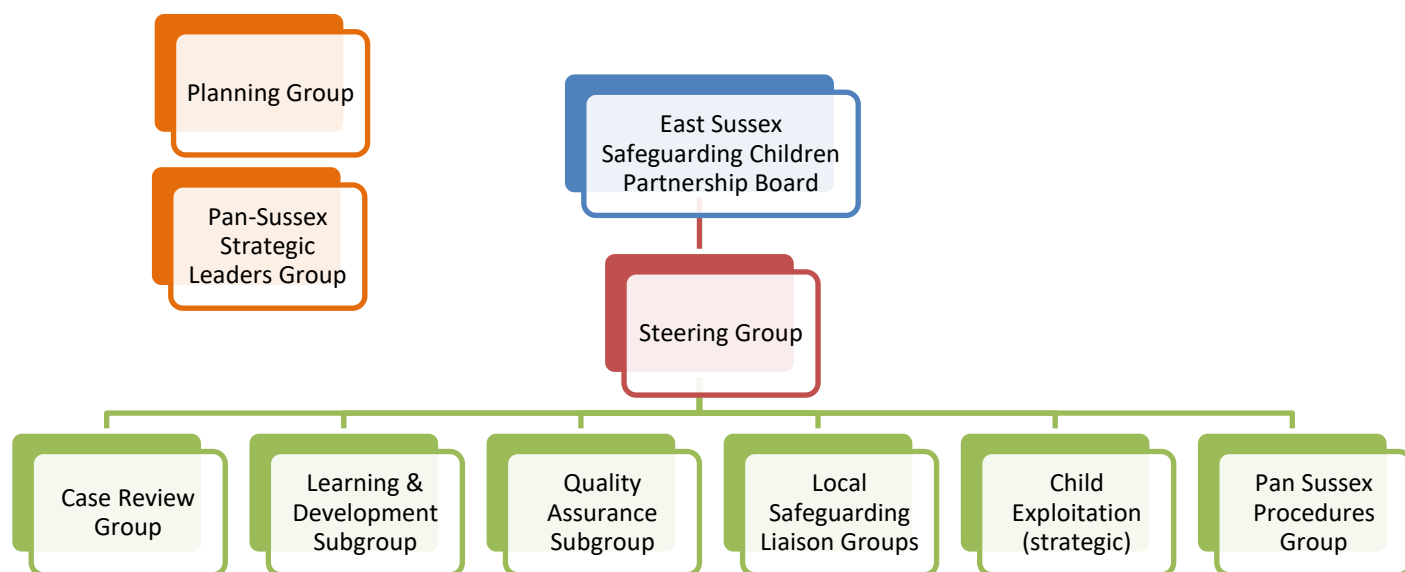 Planning Group
East Sussex
Safeguarding Children
Partnership Board
Pan-Sussex
Strategic
Leaders Group
Steering Group
Case Review
Group
Learning &
Development
Subgroup
Quality
Assurance
Subgroup
Local
Safeguarding
Liaison Groups
Child
Exploitation
(strategic)
Pan Sussex
Procedures
Group